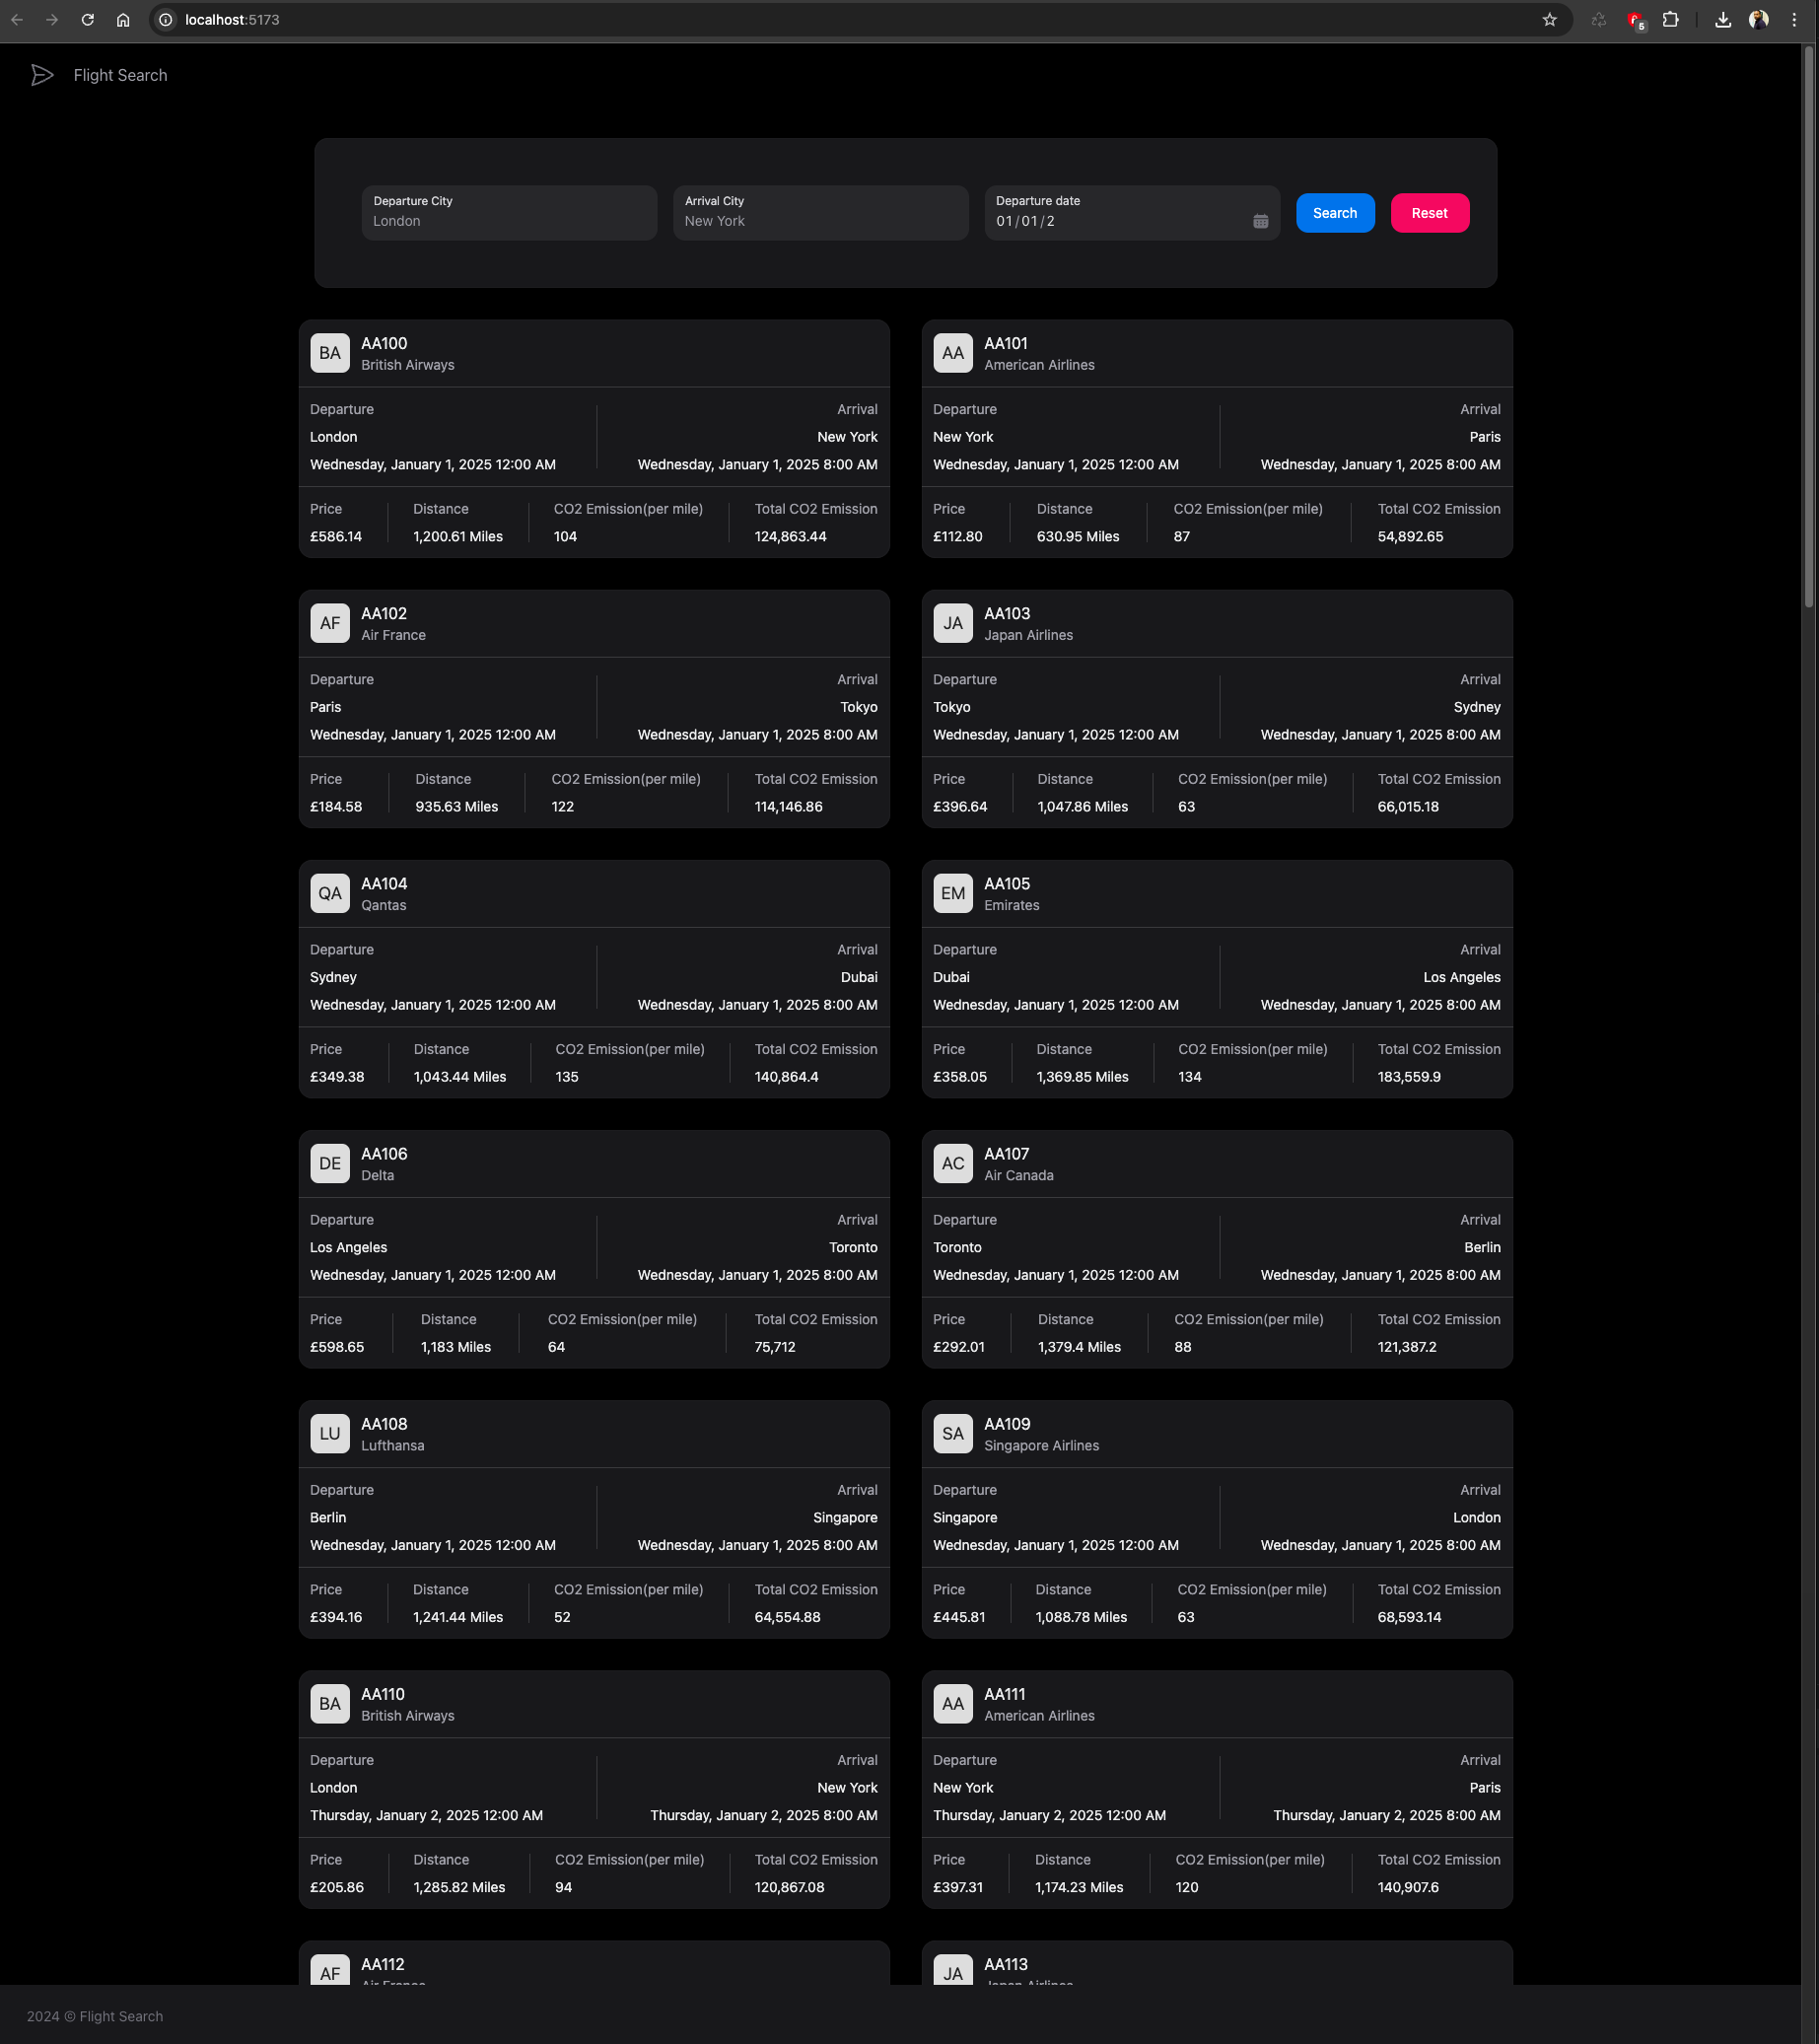 localhost:5173
5
Flight Search
Departure City
London
Arrival City
New York
Departure date
01/01/2
Search
Reset
BA
AA100
British Airways
Departure
Arrival
London
New York
Wednesday, January 1, 2025 12:00 AM
Wednesday, January 1, 2025 8:00 AM
Price
Distance
CO2 Emission(per mile)
Total CO2 Emission
£586.14
1,200.61 Miles
104
124,863.44
AA
AA101
American Airlines
Departure
Arrival
New York
Paris
Wednesday, January 1, 2025 12:00 AM
Wednesday, January 1, 2025 8:00 AM
Price
Distance
CO2 Emission(per mile)
Total CO2 Emission
£112.80
630.95 Miles
87
54,892.65
AF
AA102
Air France
Departure
Arrival
Paris
Tokyo
Wednesday, January 1, 2025 12:00 AM
Wednesday, January 1, 2025 8:00 AM
Price
Distance
CO2 Emission(per mile)
Total CO2 Emission
£184.58
935.63 Miles
122
114,146.86
JA
AA103
Japan Airlines
Departure
Arrival
Tokyo
Sydney
Wednesday, January 1, 2025 12:00 AM
Wednesday, January 1, 2025 8:00 AM
Price
Distance
CO2 Emission(per mile)
Total CO2 Emission
£396.64
1,047.86 Miles
63
66,015.18
QA
AA104
Qantas
Departure
Arrival
Sydney
Dubai
Wednesday, January 1, 2025 12:00 AM
Wednesday, January 1, 2025 8:00 AM
Price
Distance
CO2 Emission(per mile)
Total CO2 Emission
£349.38
1,043.44 Miles
135
140,864.4
EM
AA105
Emirates
Departure
Arrival
Dubai
Los Angeles
Wednesday, January 1, 2025 12:00 AM
Wednesday, January 1, 2025 8:00 AM
Price
Distance
CO2 Emission(per mile)
Total CO2 Emission
£358.05
1,369.85 Miles
134
183,559.9
DE
AA106
Delta
Departure
Arrival
Los Angeles
Toronto
Wednesday, January 1, 2025 12:00 AM
Wednesday, January 1, 2025 8:00 AM
Price
Distance
CO2 Emission(per mile)
Total CO2 Emission
£598.65
1,183 Miles
64
75,712
AC
AA107
Air Canada
Departure
Arrival
Toronto
Berlin
Wednesday, January 1, 2025 12:00 AM
Wednesday, January 1, 2025 8:00 AM
Price
Distance
CO2 Emission(per mile)
Total CO2 Emission
£292.01
1,379.4 Miles
88
121,387.2
LU
AA108
Lufthansa
Departure
Arrival
Berlin
Singapore
Wednesday, January 1, 2025 12:00 AM
Wednesday, January 1, 2025 8:00 AM
Price
Distance
CO2 Emission(per mile)
Total CO2 Emission
£394.16
1,241.44 Miles
52
64,554.88
SA
AA109
Singapore Airlines
Departure
Arrival
Singapore
London
Wednesday, January 1, 2025 12:00 AM
Wednesday, January 1, 2025 8:00 AM
Price
Distance
CO2 Emission(per mile)
Total CO2 Emission
£445.81
1,088.78 Miles
63
68,593.14
BA
AA110
British Airways
Departure
Arrival
London
New York
Thursday, January 2, 2025 12:00 AM
Thursday, January 2, 2025 8:00 AM
Price
Distance
CO2 Emission(per mile)
Total CO2 Emission
£205.86
1,285.82 Miles
94
120,867.08
AA
AA111
American Airlines
Departure
Arrival
New York
Paris
Thursday, January 2, 2025 12:00 AM
Thursday, January 2, 2025 8:00 AM
Price
Distance
CO2 Emission(per mile)
Total CO2 Emission
£397.31
1,174.23 Miles
120
140,907.6
AF
AA112
Air France
JA
AA113
Japan Airlines
2024 © Flight Search